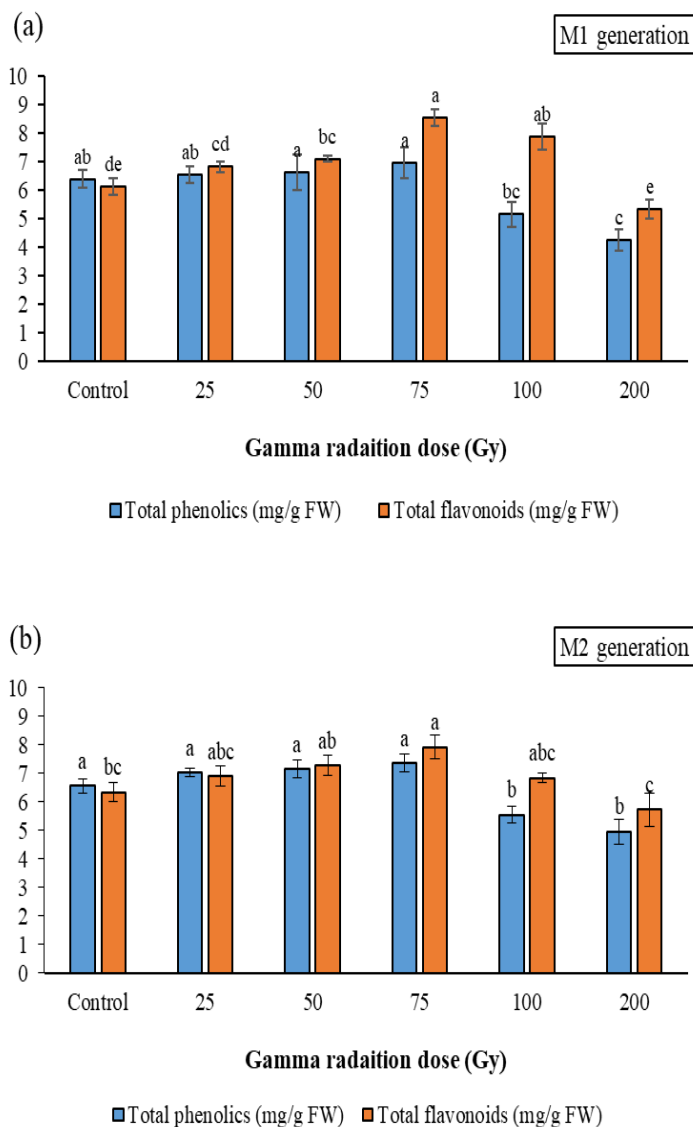 (a)
M1 generation
10
9
8
7
6
5
4
3
2
1
0
ab de ab cd a bc a a bc ab c e
Control 25 50 75 100 200
Gamma radaition dose (Gy)
Total phenolics (mg/g FW) Total flavonoids (mg/g FW)
(b)
M2 generation
10
9
8
7
6
5
4
3
2
1
0
a bc a abc a ab a a b abc b c
Control 25 50 75 100 200
Gamma radaition dose (Gy)
Total phenolics (mg/g FW) Total flavonoids (mg/g FW)